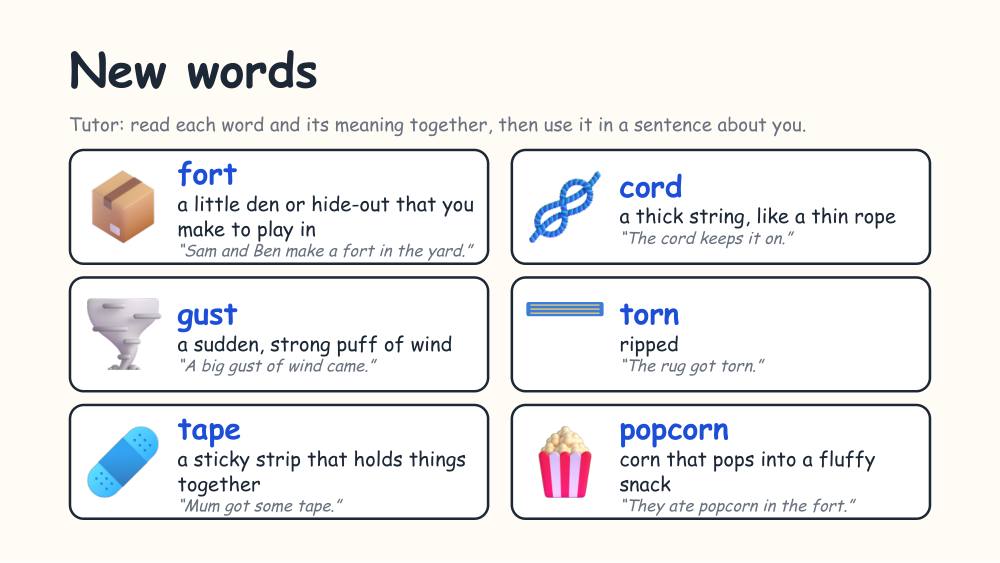 New words
Tutor: read each word and its meaning together, then use it in a sentence about you.
fort
a little den or hide-out that you
make to play in
“Sam and Ben make a fort in the yard.”
cord
a thick string, like a thin rope
“The cord keeps it on.”
gust
a sudden, strong puff of wind
“A big gust of wind came.”
torn
ripped
“The rug got torn.”
tape
a sticky strip that holds things
together
“Mum got some tape.”
popcorn
corn that pops into a fluffy
snack
“They ate popcorn in the fort.”